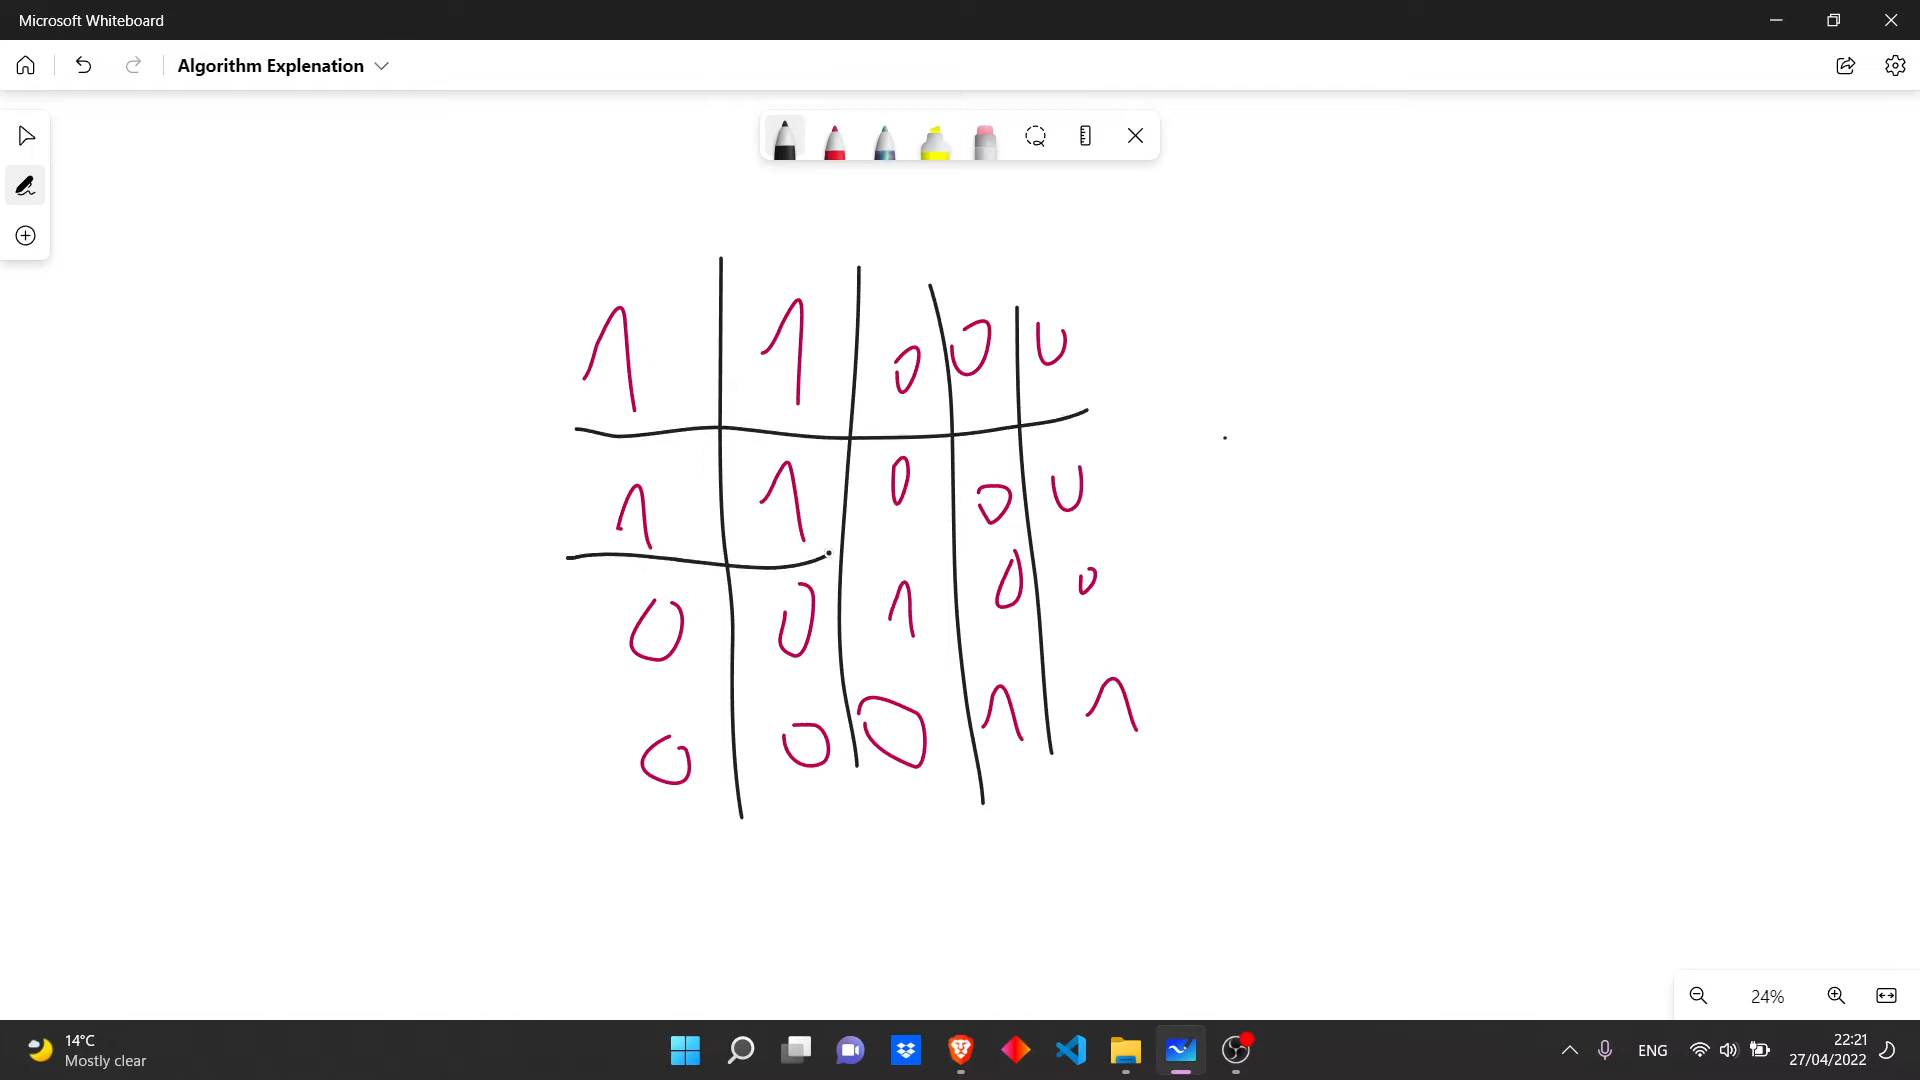 Microsoft Whiteboard
Algorithm Explenation
1 1 0 0 0
1 1 0 0 0
0 0 1 0 0
0 0 0 1 1
24%
14°C
Mostly clear
ENG
22:21
27/04/2022